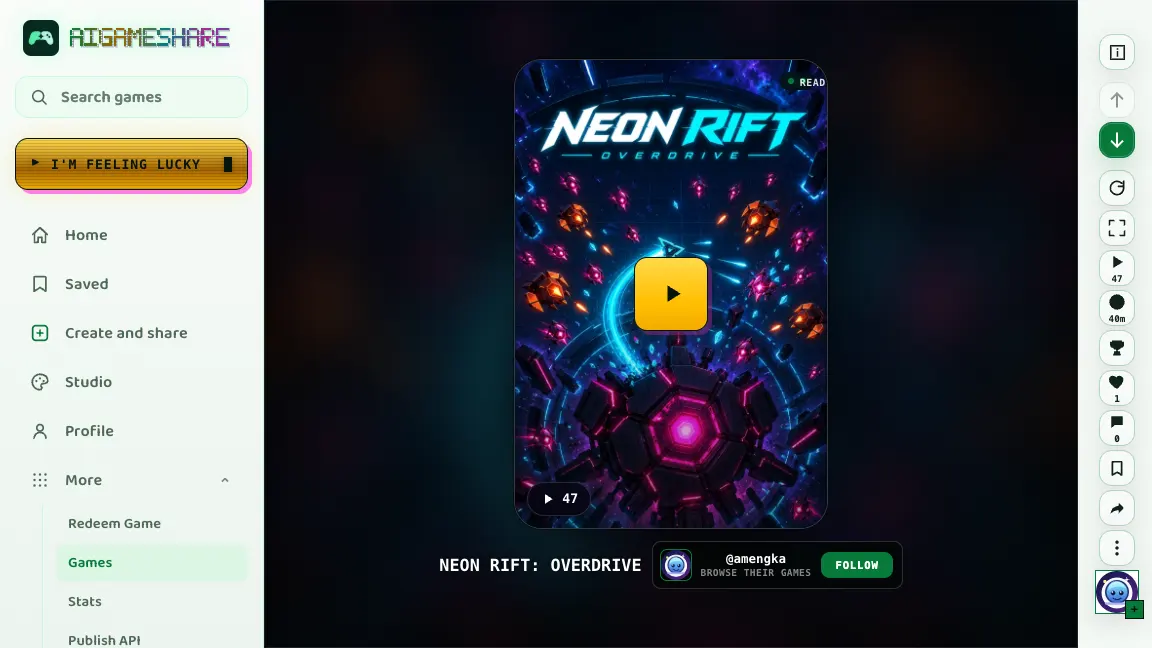 AIGAMESHARE
Search games
I'M FEELING LUCKY
Home
Saved
Create and share
Studio
Profile
More
Redeem Game
Games
Stats
Publish API
READ
NEON RIFT
OVERDRIVE
47
NEON RIFT: OVERDRIVE
@amengka
BROWSE THEIR GAMES
FOLLOW
47
40m
1
0